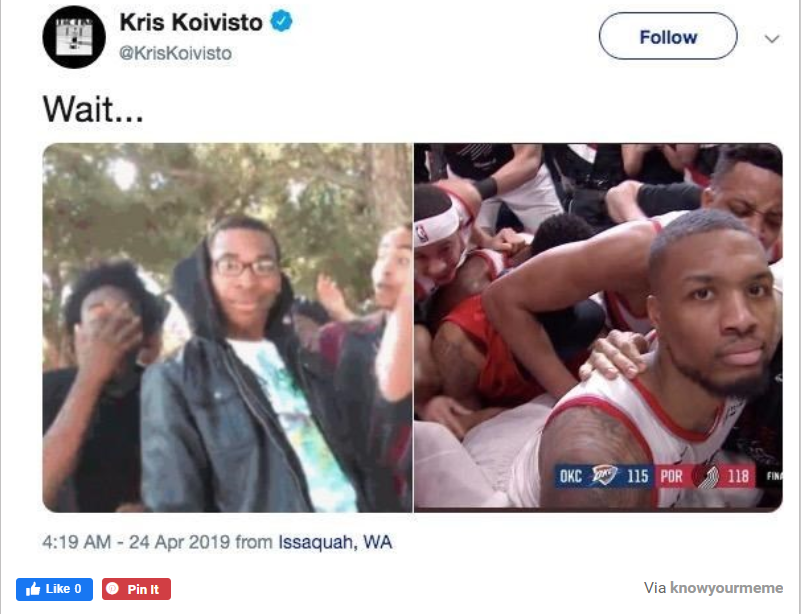 Kris Koivisto
@KrisKoivisto
Follow
Wait...
OKC 115 POR 118 FINA
4:19 AM - 24 Apr 2019 from Issaquah, WA
Like 0 Pin It
Via knowyourmeme